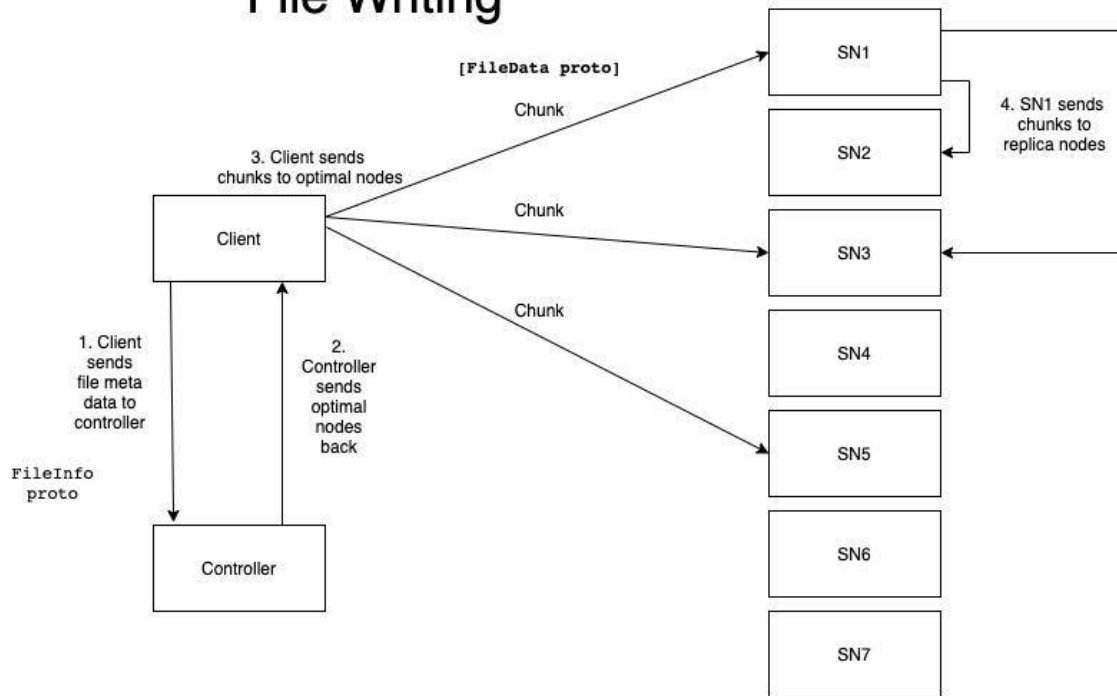 File Writing
[FileData proto]
Chunk
3. Client sends
chunks to optimal nodes
Client
Chunk
Chunk
1. Client
sends
file meta
data to
controller
2.
Controller
sends
optimal
nodes
back
FileInfo
proto
Controller
SN1
SN2
SN3
SN4
SN5
SN6
SN7
4. SN1 sends
chunks to
replica nodes